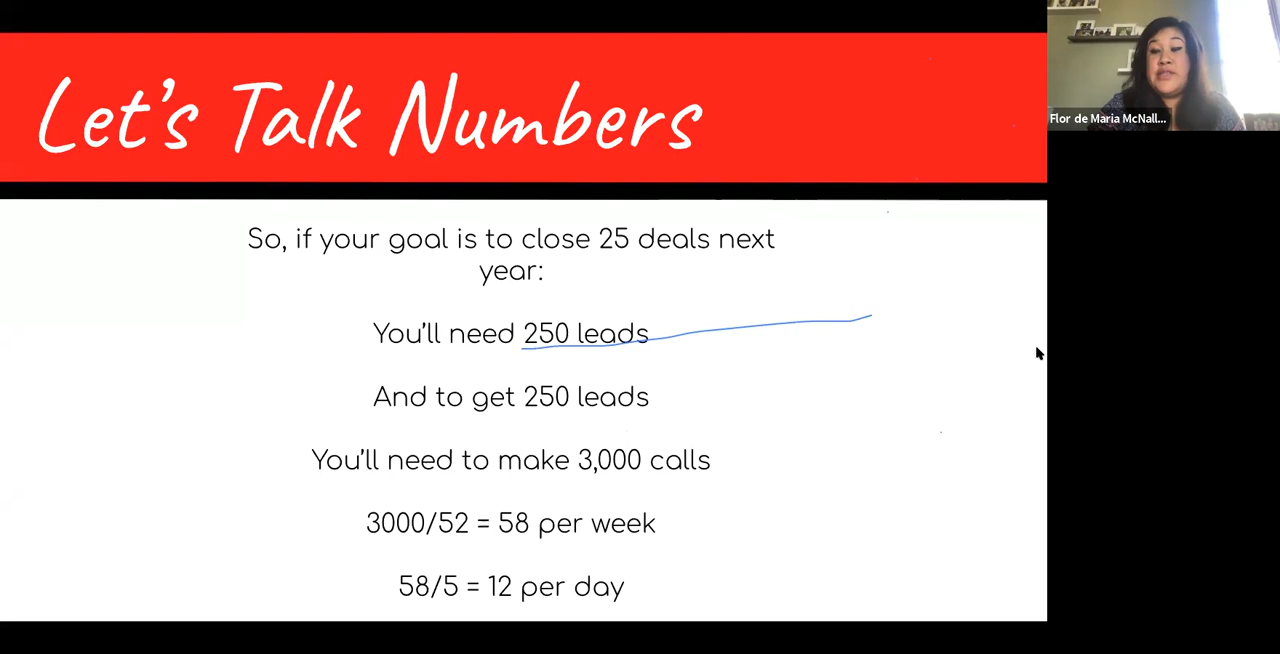 Let's Talk Numbers
Flor de Maria McNall...
So, if your goal is to close 25 deals next
year:
You'll need 250 leads
And to get 250 leads
You'll need to make 3,000 calls
3000/52 = 58 per week
58/5 = 12 per day